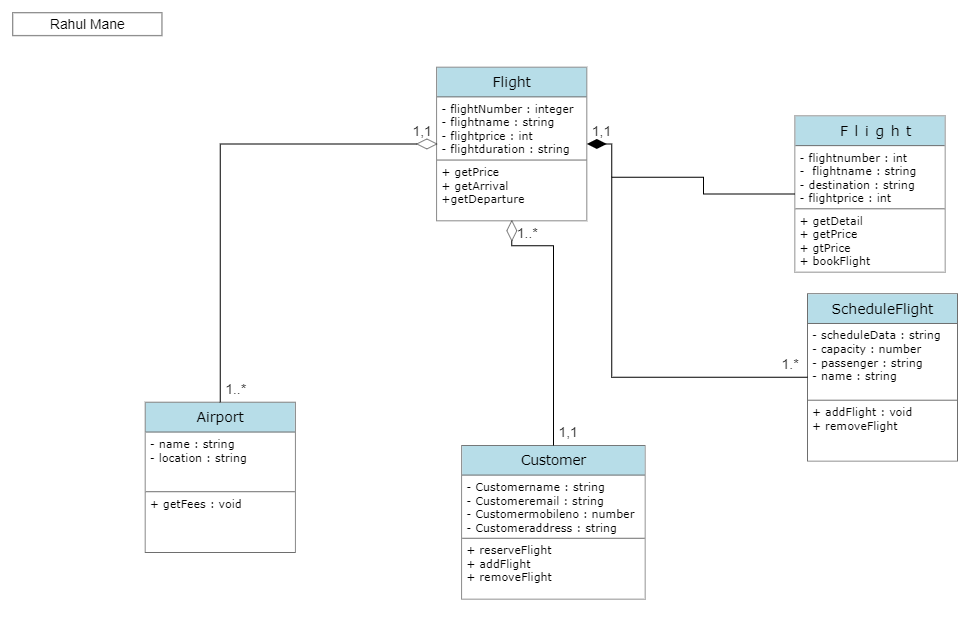 Rahul Mane
Flight
- flightNumber : integer
- flightname : string
- flightprice : int
- flightduration : string
+ getPrice
+ getArrival
+getDeparture
1,1
1,1
1..*
F l i g h t
- flightnumber : int
- flightname : string
- destination : string
- flightprice : int
+ getDetail
+ getPrice
+ gtPrice
+ bookFlight
ScheduleFlight
- scheduleData : string
- capacity : number
- passenger : string
- name : string
+ addFlight : void
+ removeFlight
1.*
1..*
Airport
- name : string
- location : string
+ getFees : void
1,1
Customer
- Customername : string
- Customeremail : string
- Customermobileno : number
- Customeraddress : string
+ reserveFlight
+ addFlight
+ removeFlight